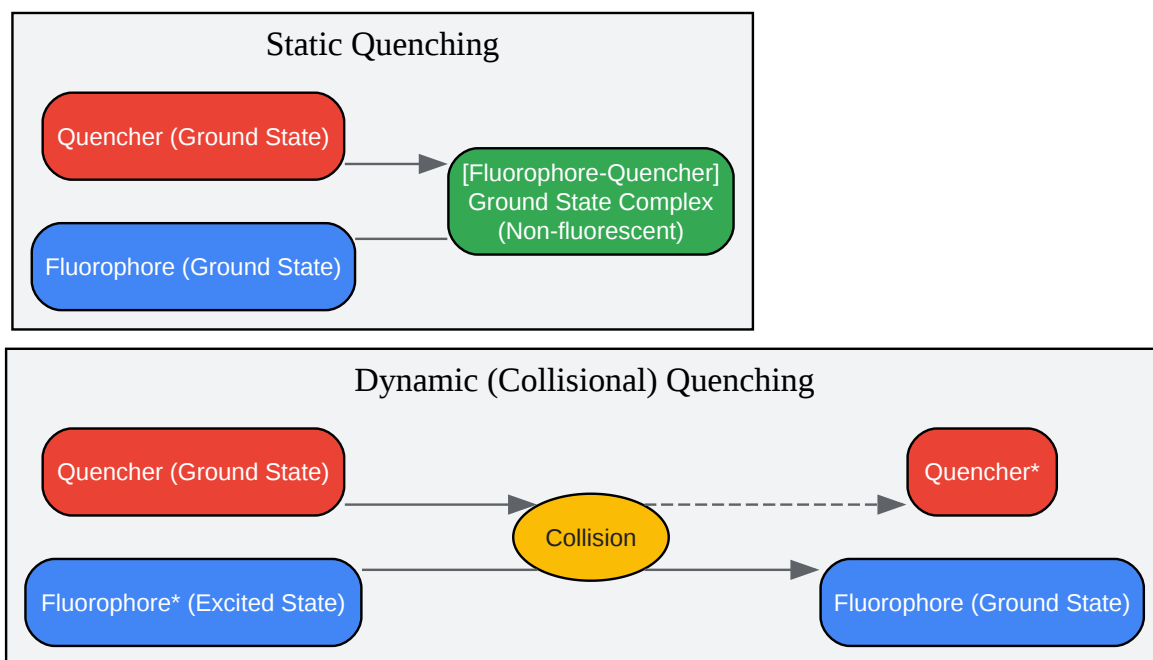 Static Quenching
Quencher (Ground State)
[Fluorophore-Quencher]
Ground State Complex
(Non-fluorescent)
Fluorophore (Ground State)
Dynamic (Collisional) Quenching
Quencher (Ground State)
Quencher*
Collision
Fluorophore* (Excited State)
Fluorophore (Ground State)